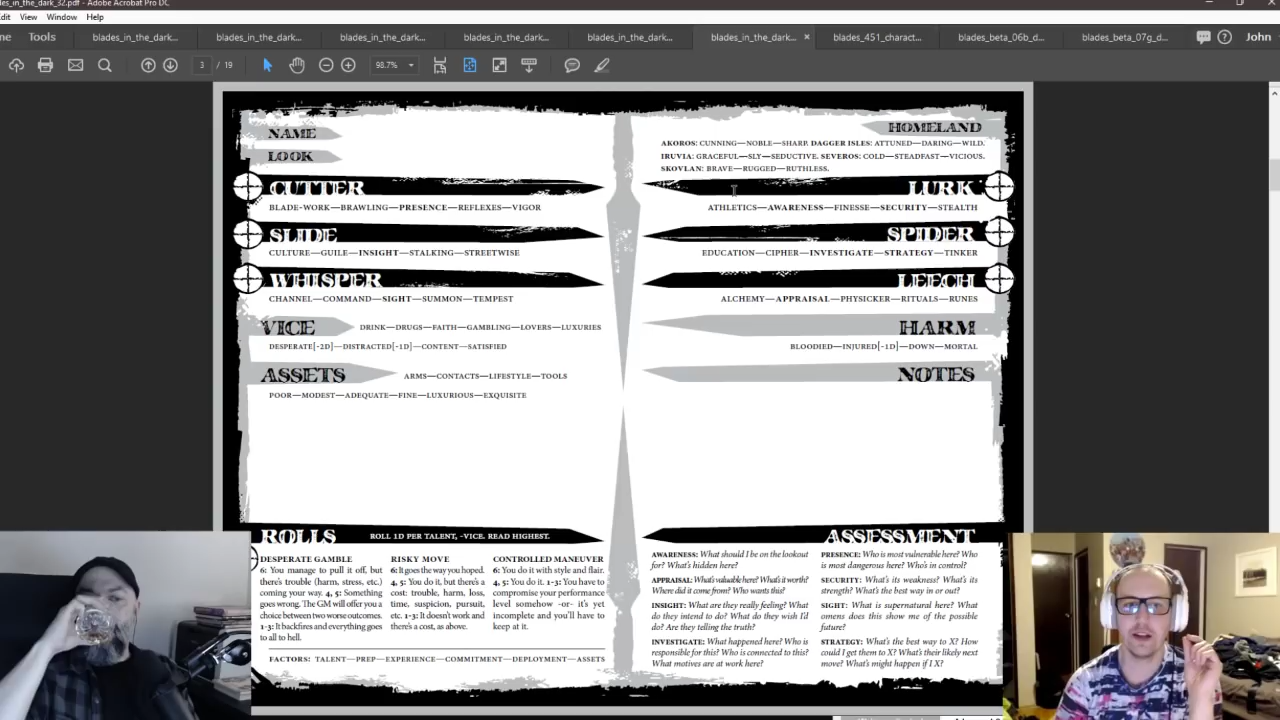 les_in_the_dark_32.pdf - Adobe Acrobat Pro DC
Edit View Window Help
Tools
blades_in_the_dark... blades_in_the_dark... blades_in_the_dark... blades_in_the_dark... blades_in_the_dark... blades_in_the_dark... × blades_451_charact... blades_beta_06b_d... blades_beta_07g_d... John
3 / 19 98.7%
NAME
LOOK
CUTTER
BLADE-WORK—BRAWLING—PRESENCE—REFLEXES—VIGOR
SLIDE
CULTURE—GUILE—INSIGHT—STALKING—STREETWISE
WHISPER
CHANNEL—COMMAND—SIGHT—SUMMON—TEMPEST
VICE DRINK—DRUGS—FAITH—GAMBLING—LOVERS—LUXURIES
DESPERATE[-2D]—DISTRACTED[-1D]—CONTENT—SATISFIED
ASSETS ARMS—CONTACTS—LIFESTYLE—TOOLS
POOR—MODEST—ADEQUATE—FINE—LUXURIOUS—EXQUISITE
HOMELAND
AKOROS: CUNNING—NOBLE—SHARP. DAGGER ISLES: ATTUNED—DARING—WILD.
IRUVIA: GRACEFUL—SLY—SEDUCTIVE. SEVEROS: COLD—STEADFAST—VICIOUS.
SKOVLAN: BRAVE—RUGGED—RUTHLESS.
LURK
ATHLETICS—AWARENESS—FINESSE—SECURITY—STEALTH
SPIDER
EDUCATION—CIPHER—INVESTIGATE—STRATEGY—TINKER
LEECH
ALCHEMY—APPRAISAL—PHYSICKER—RITUALS—RUNES
HARM
BLOODIED—INJURED[-1D]—DOWN—MORTAL
NOTES
ROLLS ROLL 1D PER TALENT, -VICE. READ HIGHEST.
DESPERATE GAMBLE
6: You manage to pull it off, but
there's trouble (harm, stress, etc.)
coming your way. 4, 5: Something
goes wrong. The GM will offer you a
choice between two worse outcomes.
1-3: It backfires and everything goes
to all to hell.
RISKY MOVE
6: It goes the way you hoped.
4, 5: You do it, but there's a
cost: trouble, harm, loss,
time, suspicion, pursuit,
etc. 1-3: It doesn't work and
there's a cost, as above.
CONTROLLED MANEUVER
6: You do it with style and flair.
4, 5: You do it. 1-3: You have to
compromise your performance
level somehow -or- it's yet
incomplete and you'll have to
keep at it.
FACTORS: TALENT—PREP—EXPERIENCE—COMMITMENT—DEPLOYMENT—ASSETS
ASSESSMENT
AWARENESS: What should I be on the lookout
for? What's hidden here?
APPRAISAL: What's valuable here? What's it worth?
Where did it come from? Who wants this?
INSIGHT: What are they really feeling? What
do they intend to do? What do they wish I'd
do? Are they telling the truth?
INVESTIGATE: What happened here? Who is
responsible for this? Who is connected to this?
What motives are at work here?
PRESENCE: Who is most vulnerable here? Who
is most dangerous here? Who's in control?
SECURITY: What's its weakness? What's its
strength? What's the best way in or out?
SIGHT: What is supernatural here? What
omens does this show me of the possible
future?
STRATEGY: What's the best way to X? How
could I get them to X? What's their likely next
move? What's might happen if I X?